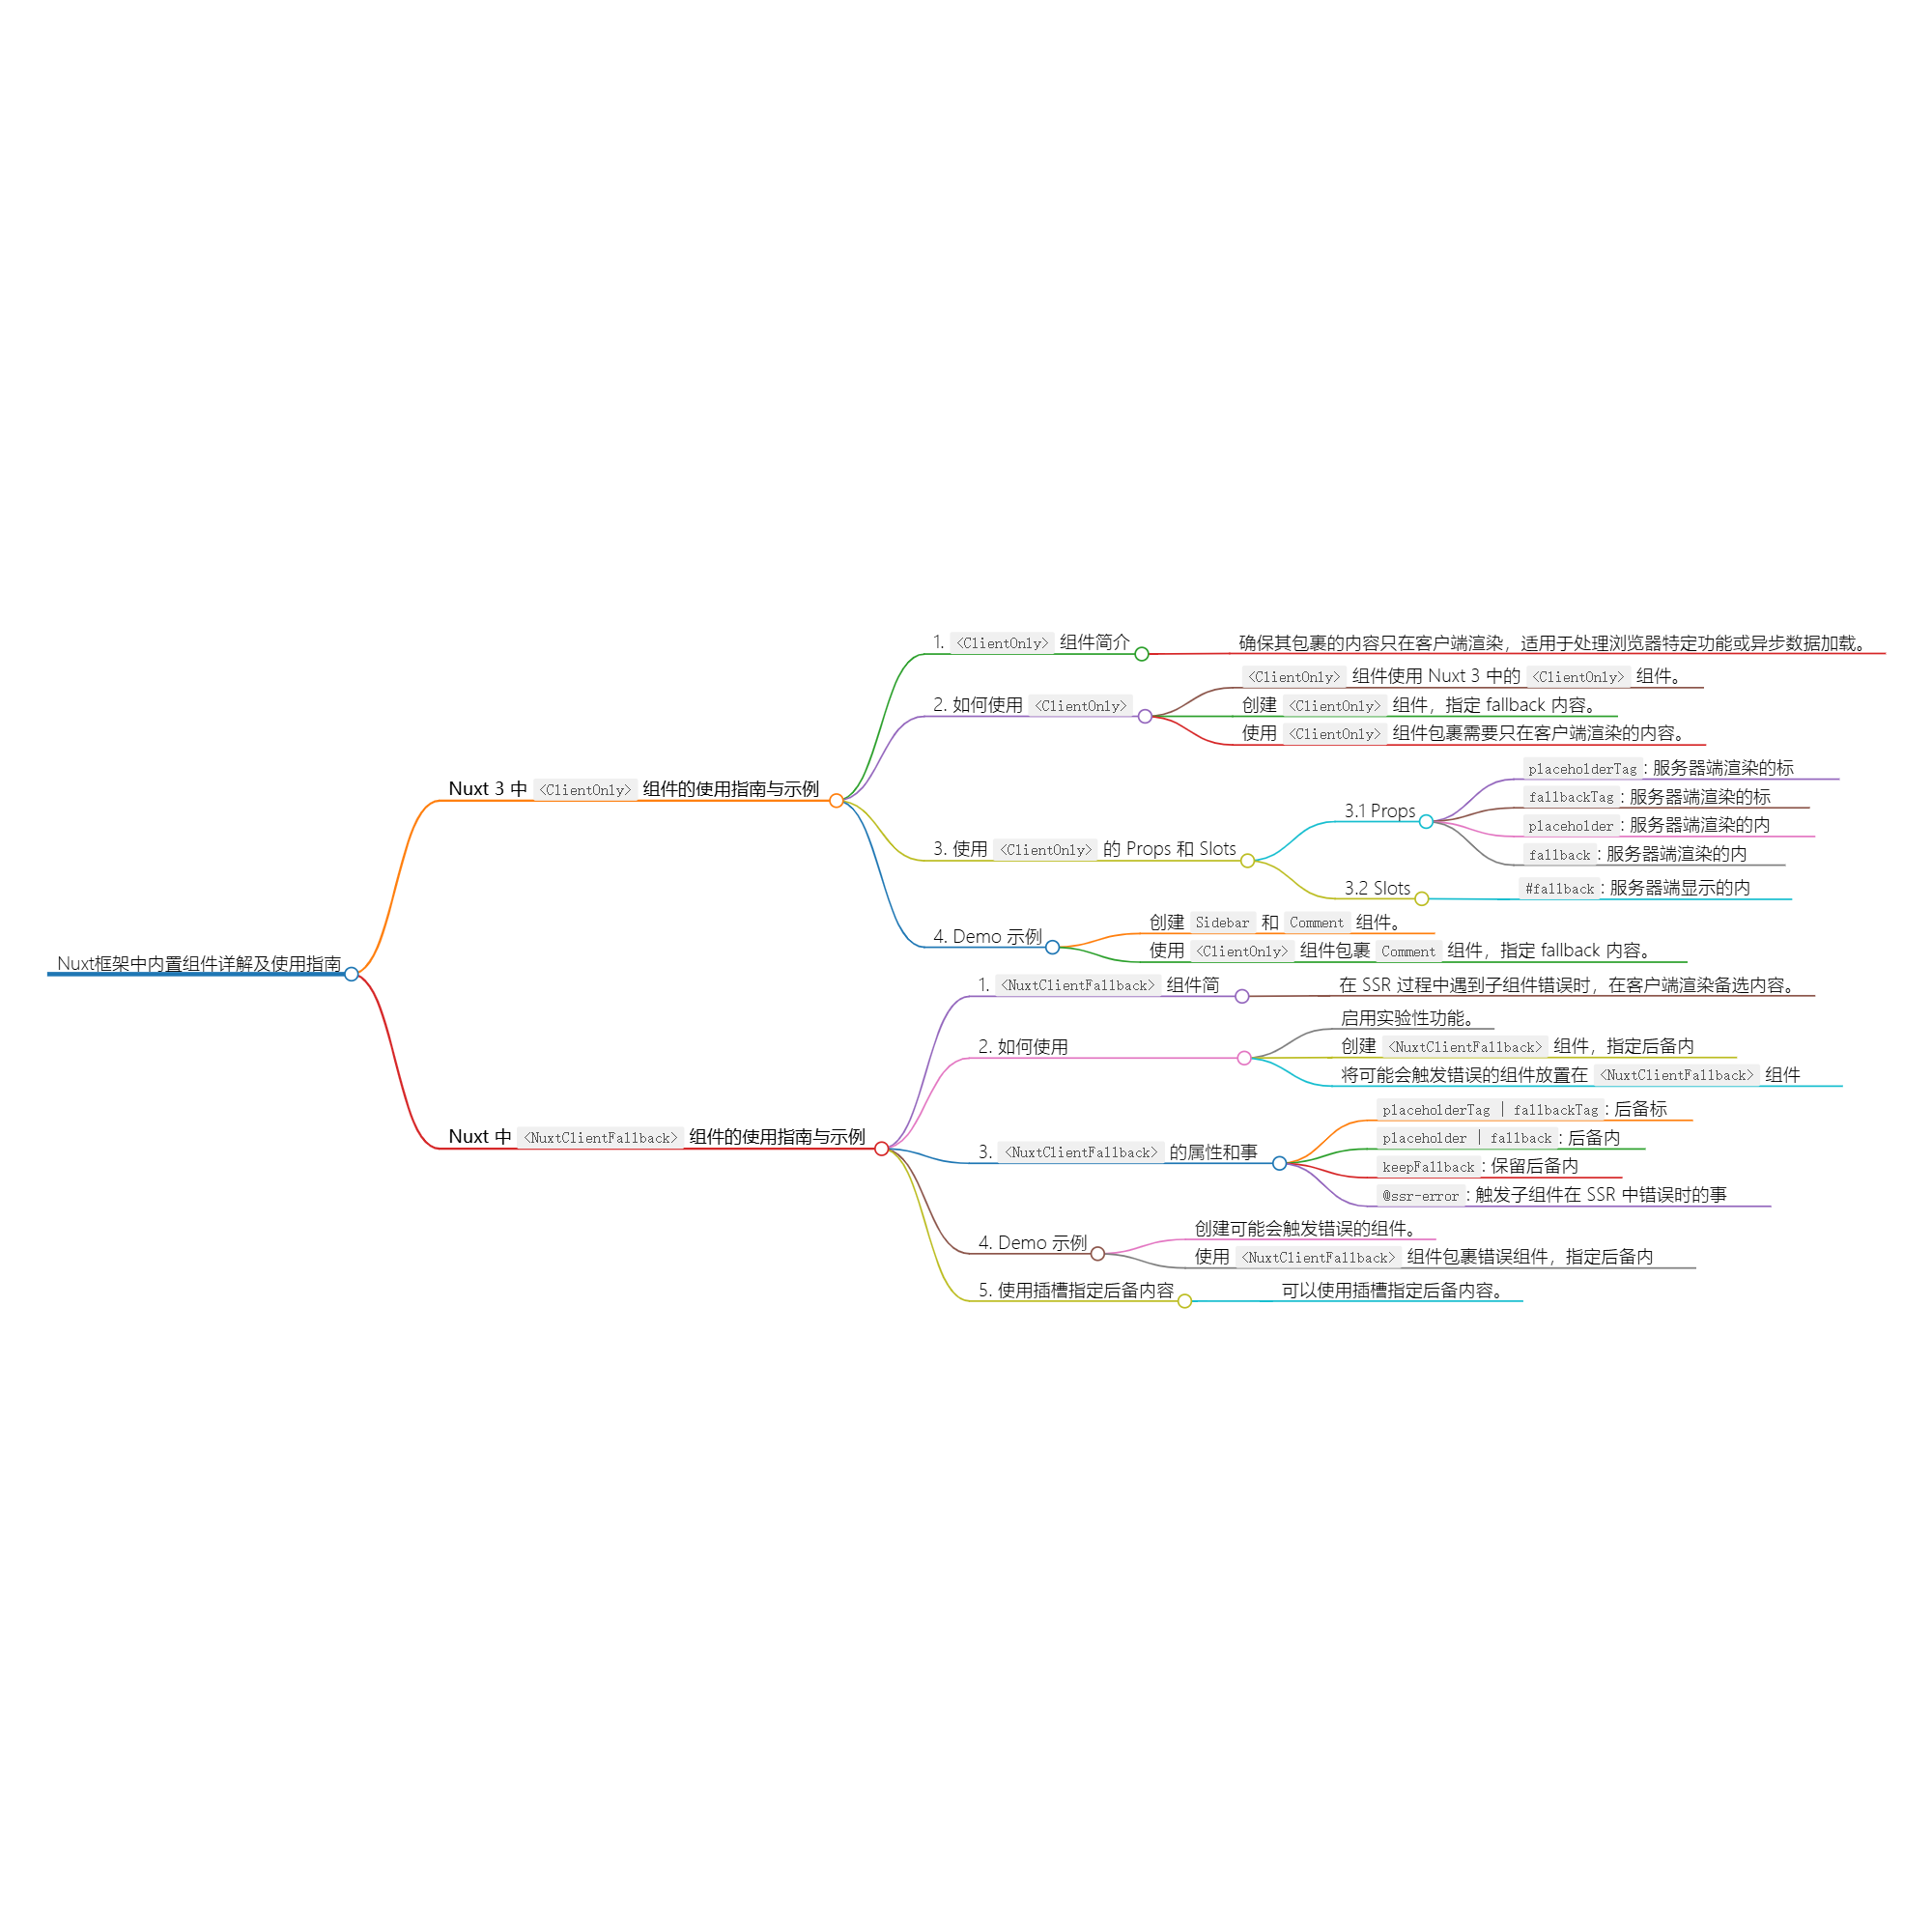 Nuxt框架中内置组件详解及使用指南
Nuxt 3 中 <ClientOnly> 组件的使用指南与示例
1. <ClientOnly> 组件简介
确保其包裹的内容只在客户端渲染，适用于处理浏览器特定功能或异步数据加载。
2. 如何使用 <ClientOnly>
<ClientOnly> 组件使用 Nuxt 3 中的 <ClientOnly> 组件。
创建 <ClientOnly> 组件，指定 fallback 内容。
使用 <ClientOnly> 组件包裹需要只在客户端渲染的内容。
3. 使用 <ClientOnly> 的 Props 和 Slots
3.1 Props
placeholderTag: 服务器端渲染的标
fallbackTag: 服务器端渲染的标
placeholder: 服务器端渲染的内
fallback: 服务器端渲染的内
3.2 Slots
#fallback: 服务器端显示的内
4. Demo 示例
创建 Sidebar 和 Comment 组件。
使用 <ClientOnly> 组件包裹 Comment 组件，指定 fallback 内容。
Nuxt 中 <NuxtClientFallback> 组件的使用指南与示例
1. <NuxtClientFallback> 组件简
在 SSR 过程中遇到子组件错误时，在客户端渲染备选内容。
2. 如何使用
启用实验性功能。
创建 <NuxtClientFallback> 组件，指定后备内
将可能会触发错误的组件放置在 <NuxtClientFallback> 组件
3. <NuxtClientFallback> 的属性和事
placeholderTag | fallbackTag: 后备标
placeholder | fallback: 后备内
keepFallback: 保留后备内
@ssr-error: 触发子组件在 SSR 中错误时的事
4. Demo 示例
创建可能会触发错误的组件。
使用 <NuxtClientFallback> 组件包裹错误组件，指定后备内
5. 使用插槽指定后备内容
可以使用插槽指定后备内容。